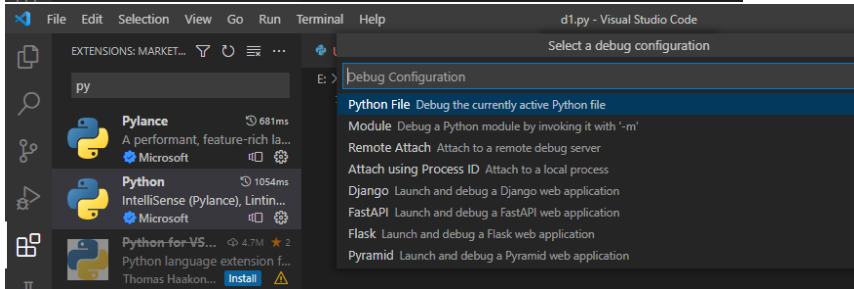 File Edit Selection View Go Run Terminal Help d1.py - Visual Studio Code
EXTENSIONS: MARKET...
py
Pylance 681ms
A performant, feature-rich la...
Microsoft
Python 1054ms
IntelliSense (Pylance), Lintin...
Microsoft
Python for VS... 4.7M 2
Python language extension f...
Thomas Haakon... Install
E:
Select a debug configuration
Debug Configuration
Python File Debug the currently active Python file
Module Debug a Python module by invoking it with '-m'
Remote Attach Attach to a remote debug server
Attach using Process ID Attach to a local process
Django Launch and debug a Django web application
FastAPI Launch and debug a FastAPI web application
Flask Launch and debug a Flask web application
Pyramid Launch and debug a Pyramid web application